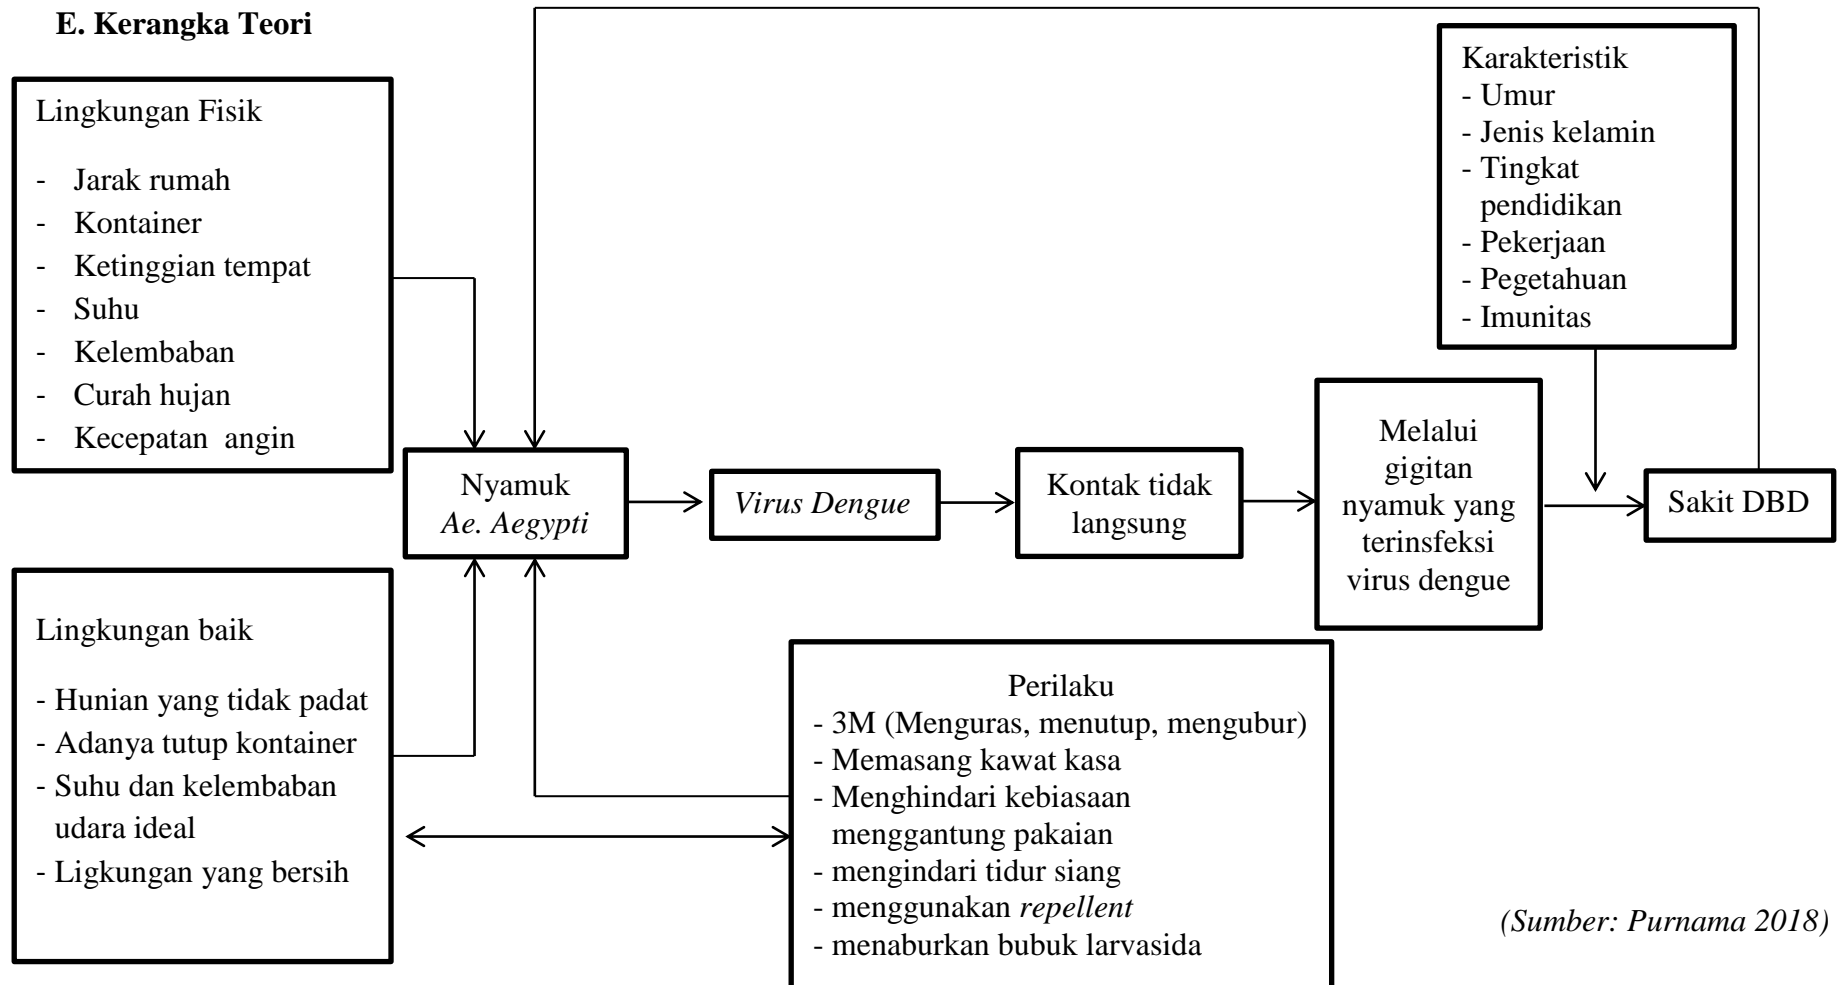 E. Kerangka Teori
Lingkungan Fisik
- Jarak rumah
- Kontainer
- Ketinggian tempat
- Suhu
- Kelembaban
- Curah hujan
- Kecepatan angin
Karakteristik
- Umur
- Jenis kelamin
- Tingkat
pendidikan
- Pekerjaan
- Pegetahuan
- Imunitas
Nyamuk
Ae. Aegypti
Virus Dengue
Kontak tidak
langsung
Melalui
gigitan
nyamuk yang
terinsfeksi
virus dengue
Sakit DBD
Lingkungan baik
- Hunian yang tidak padat
- Adanya tutup kontainer
- Suhu dan kelembaban
udara ideal
- Ligkungan yang bersih
Perilaku
- 3M (Menguras, menutup, mengubur)
- Memasang kawat kasa
- Menghindari kebiasaan
menggantung pakaian
- mengindari tidur siang
- menggunakan repellent
- menaburkan bubuk larvasida
(Sumber: Purnama 2018)